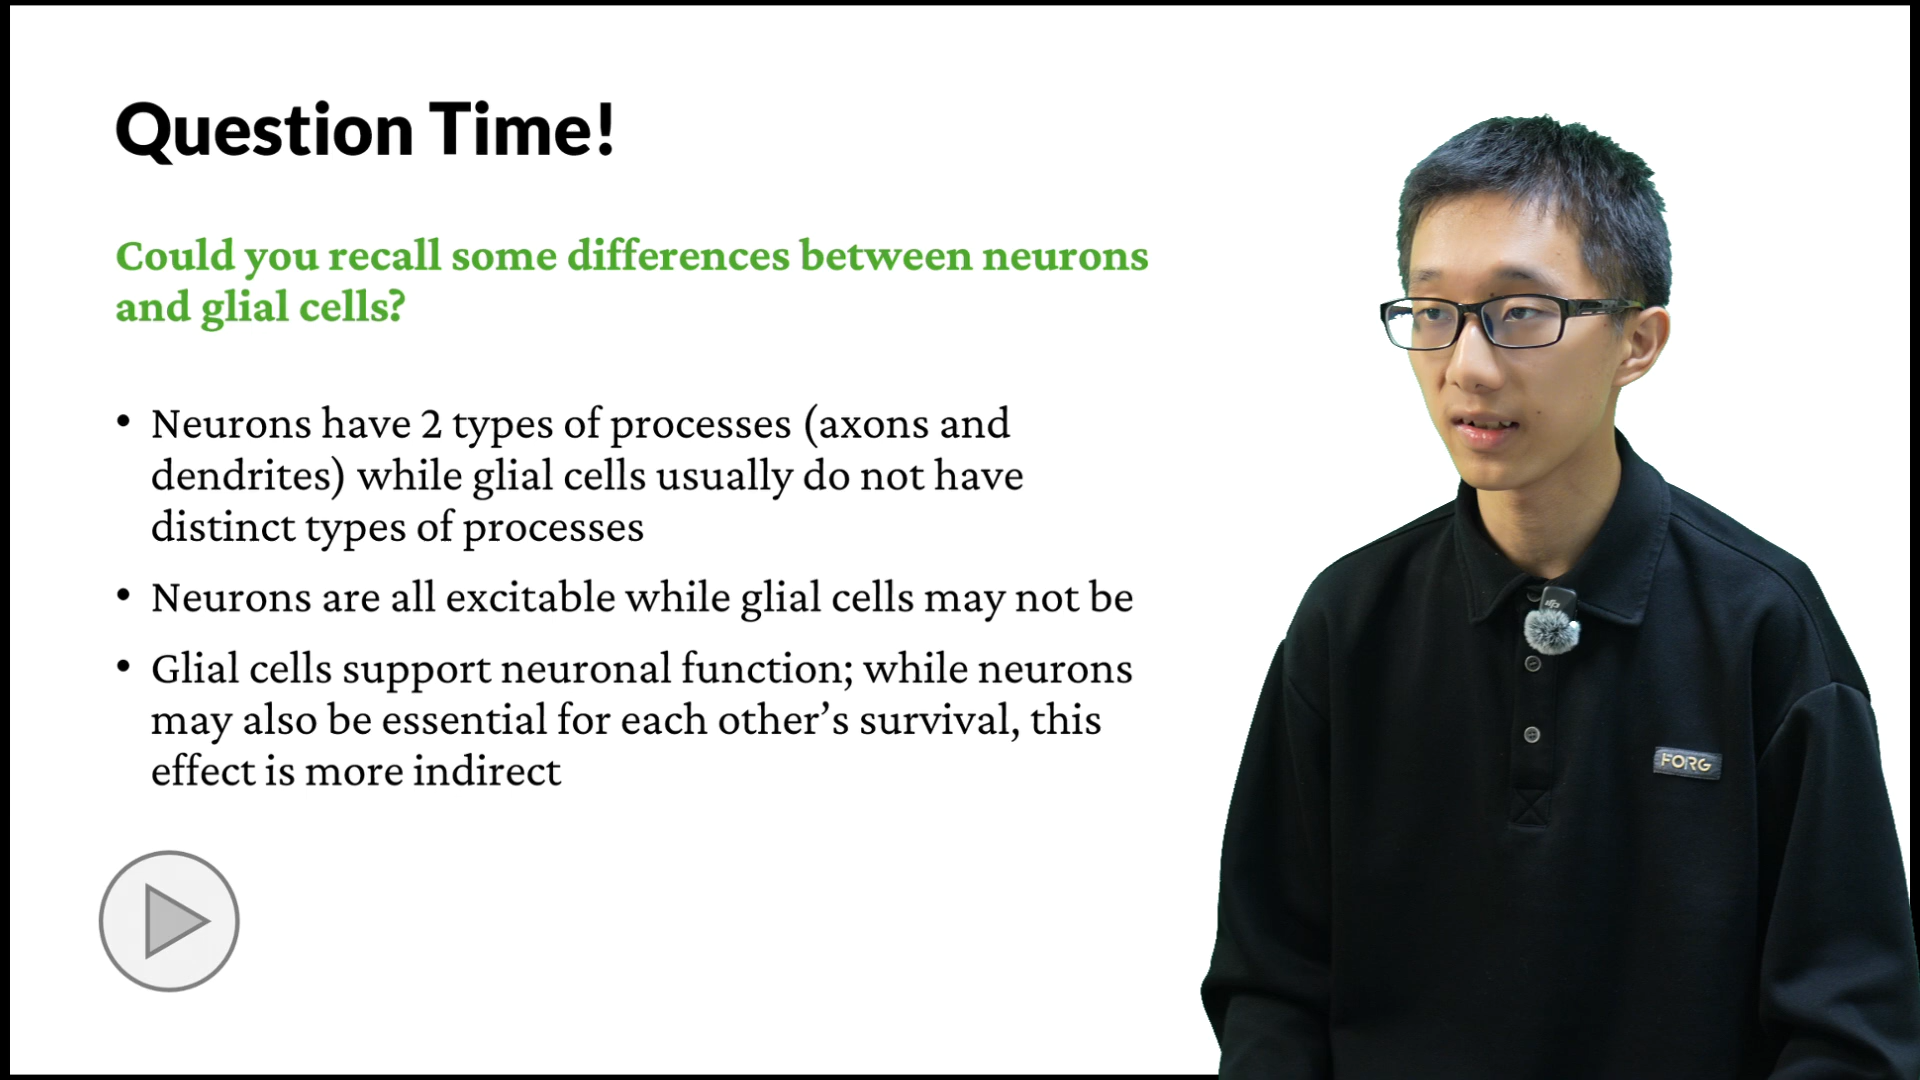 Question Time!
Could you recall some differences between neurons
and glial cells?
• Neurons have 2 types of processes (axons and
dendrites) while glial cells usually do not have
distinct types of processes
• Neurons are all excitable while glial cells may not be
• Glial cells support neuronal function; while neurons
may also be essential for each other’s survival, this
effect is more indirect
dji
FORG